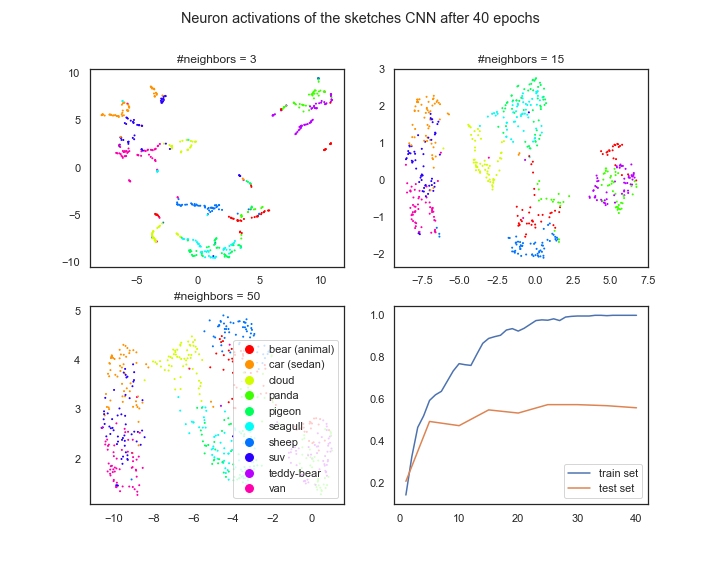 Neuron activations of the sketches CNN after 40 epochs
#neighbors = 3
10
5
0
−5
−10
−5 0 5 10
#neighbors = 15
3
2
1
0
−1
−2
−7.5 −5.0 −2.5 0.0 2.5 5.0 7.5
#neighbors = 50
5
4
3
2
−10 −8 −6 −4 −2 0
bear (animal)
car (sedan)
cloud
panda
pigeon
seagull
sheep
suv
teddy-bear
van
1.0
0.8
0.6
0.4
0.2
0 10 20 30 40
train set
test set